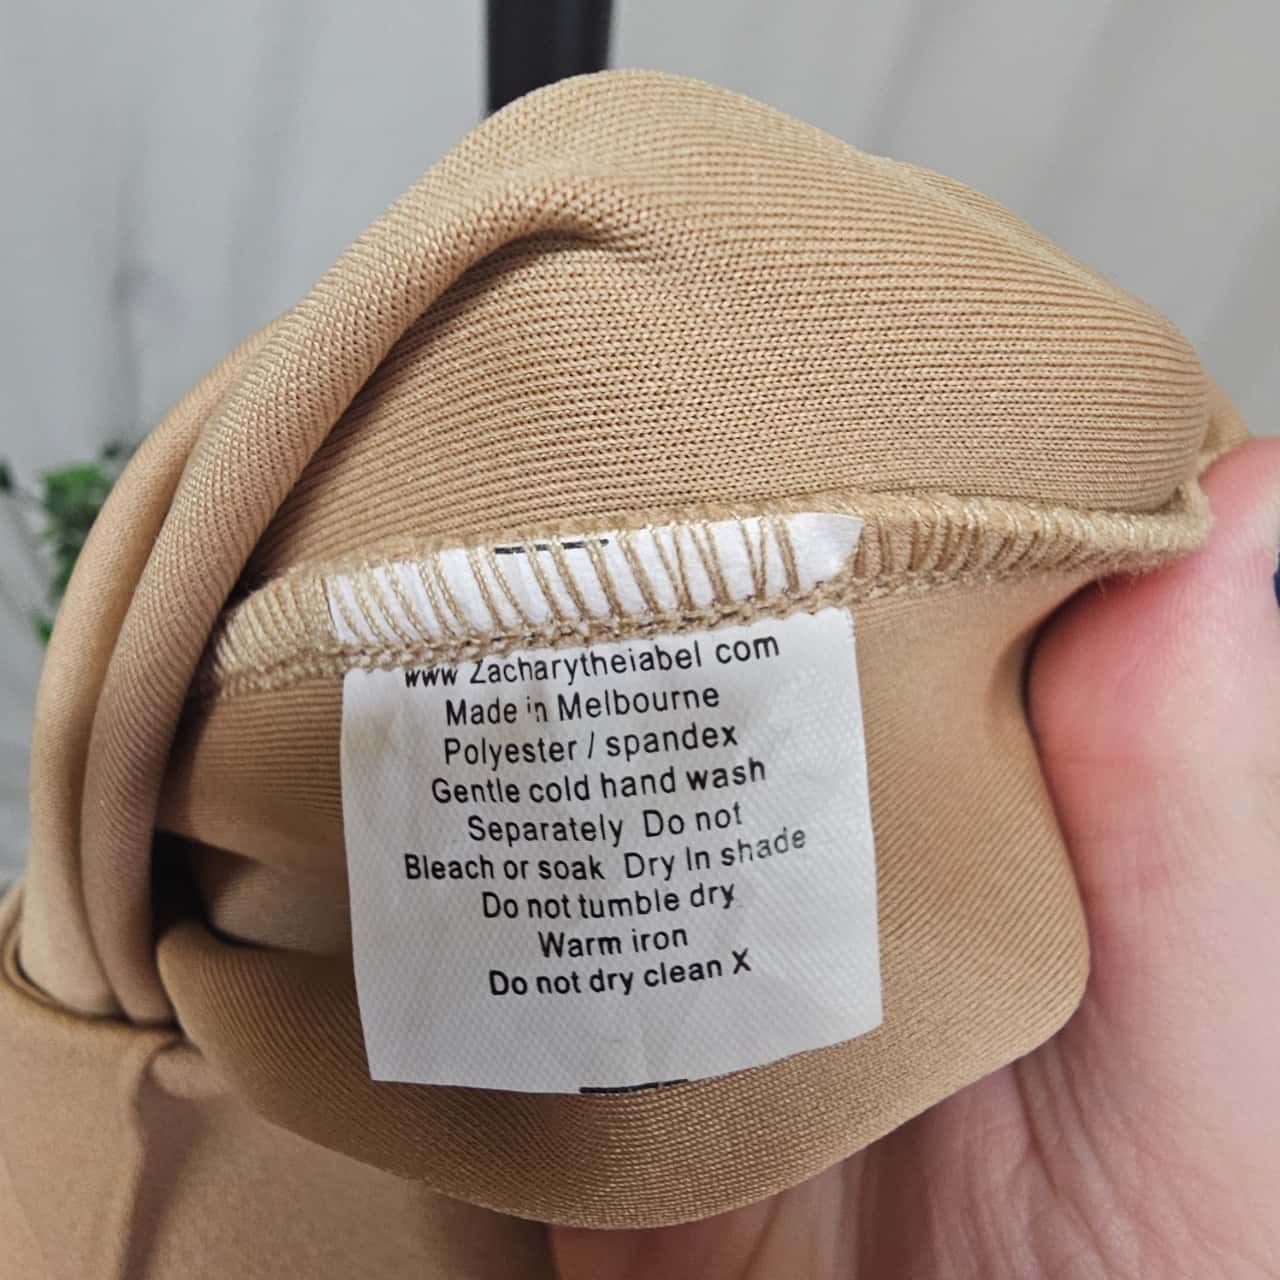 www Zacharythelabel com
Made in Melbourne
Polyester / spandex
Gentle cold hand wash
Separately Do not
Bleach or soak Dry In shade
Do not tumble dry
Warm iron
Do not dry clean X